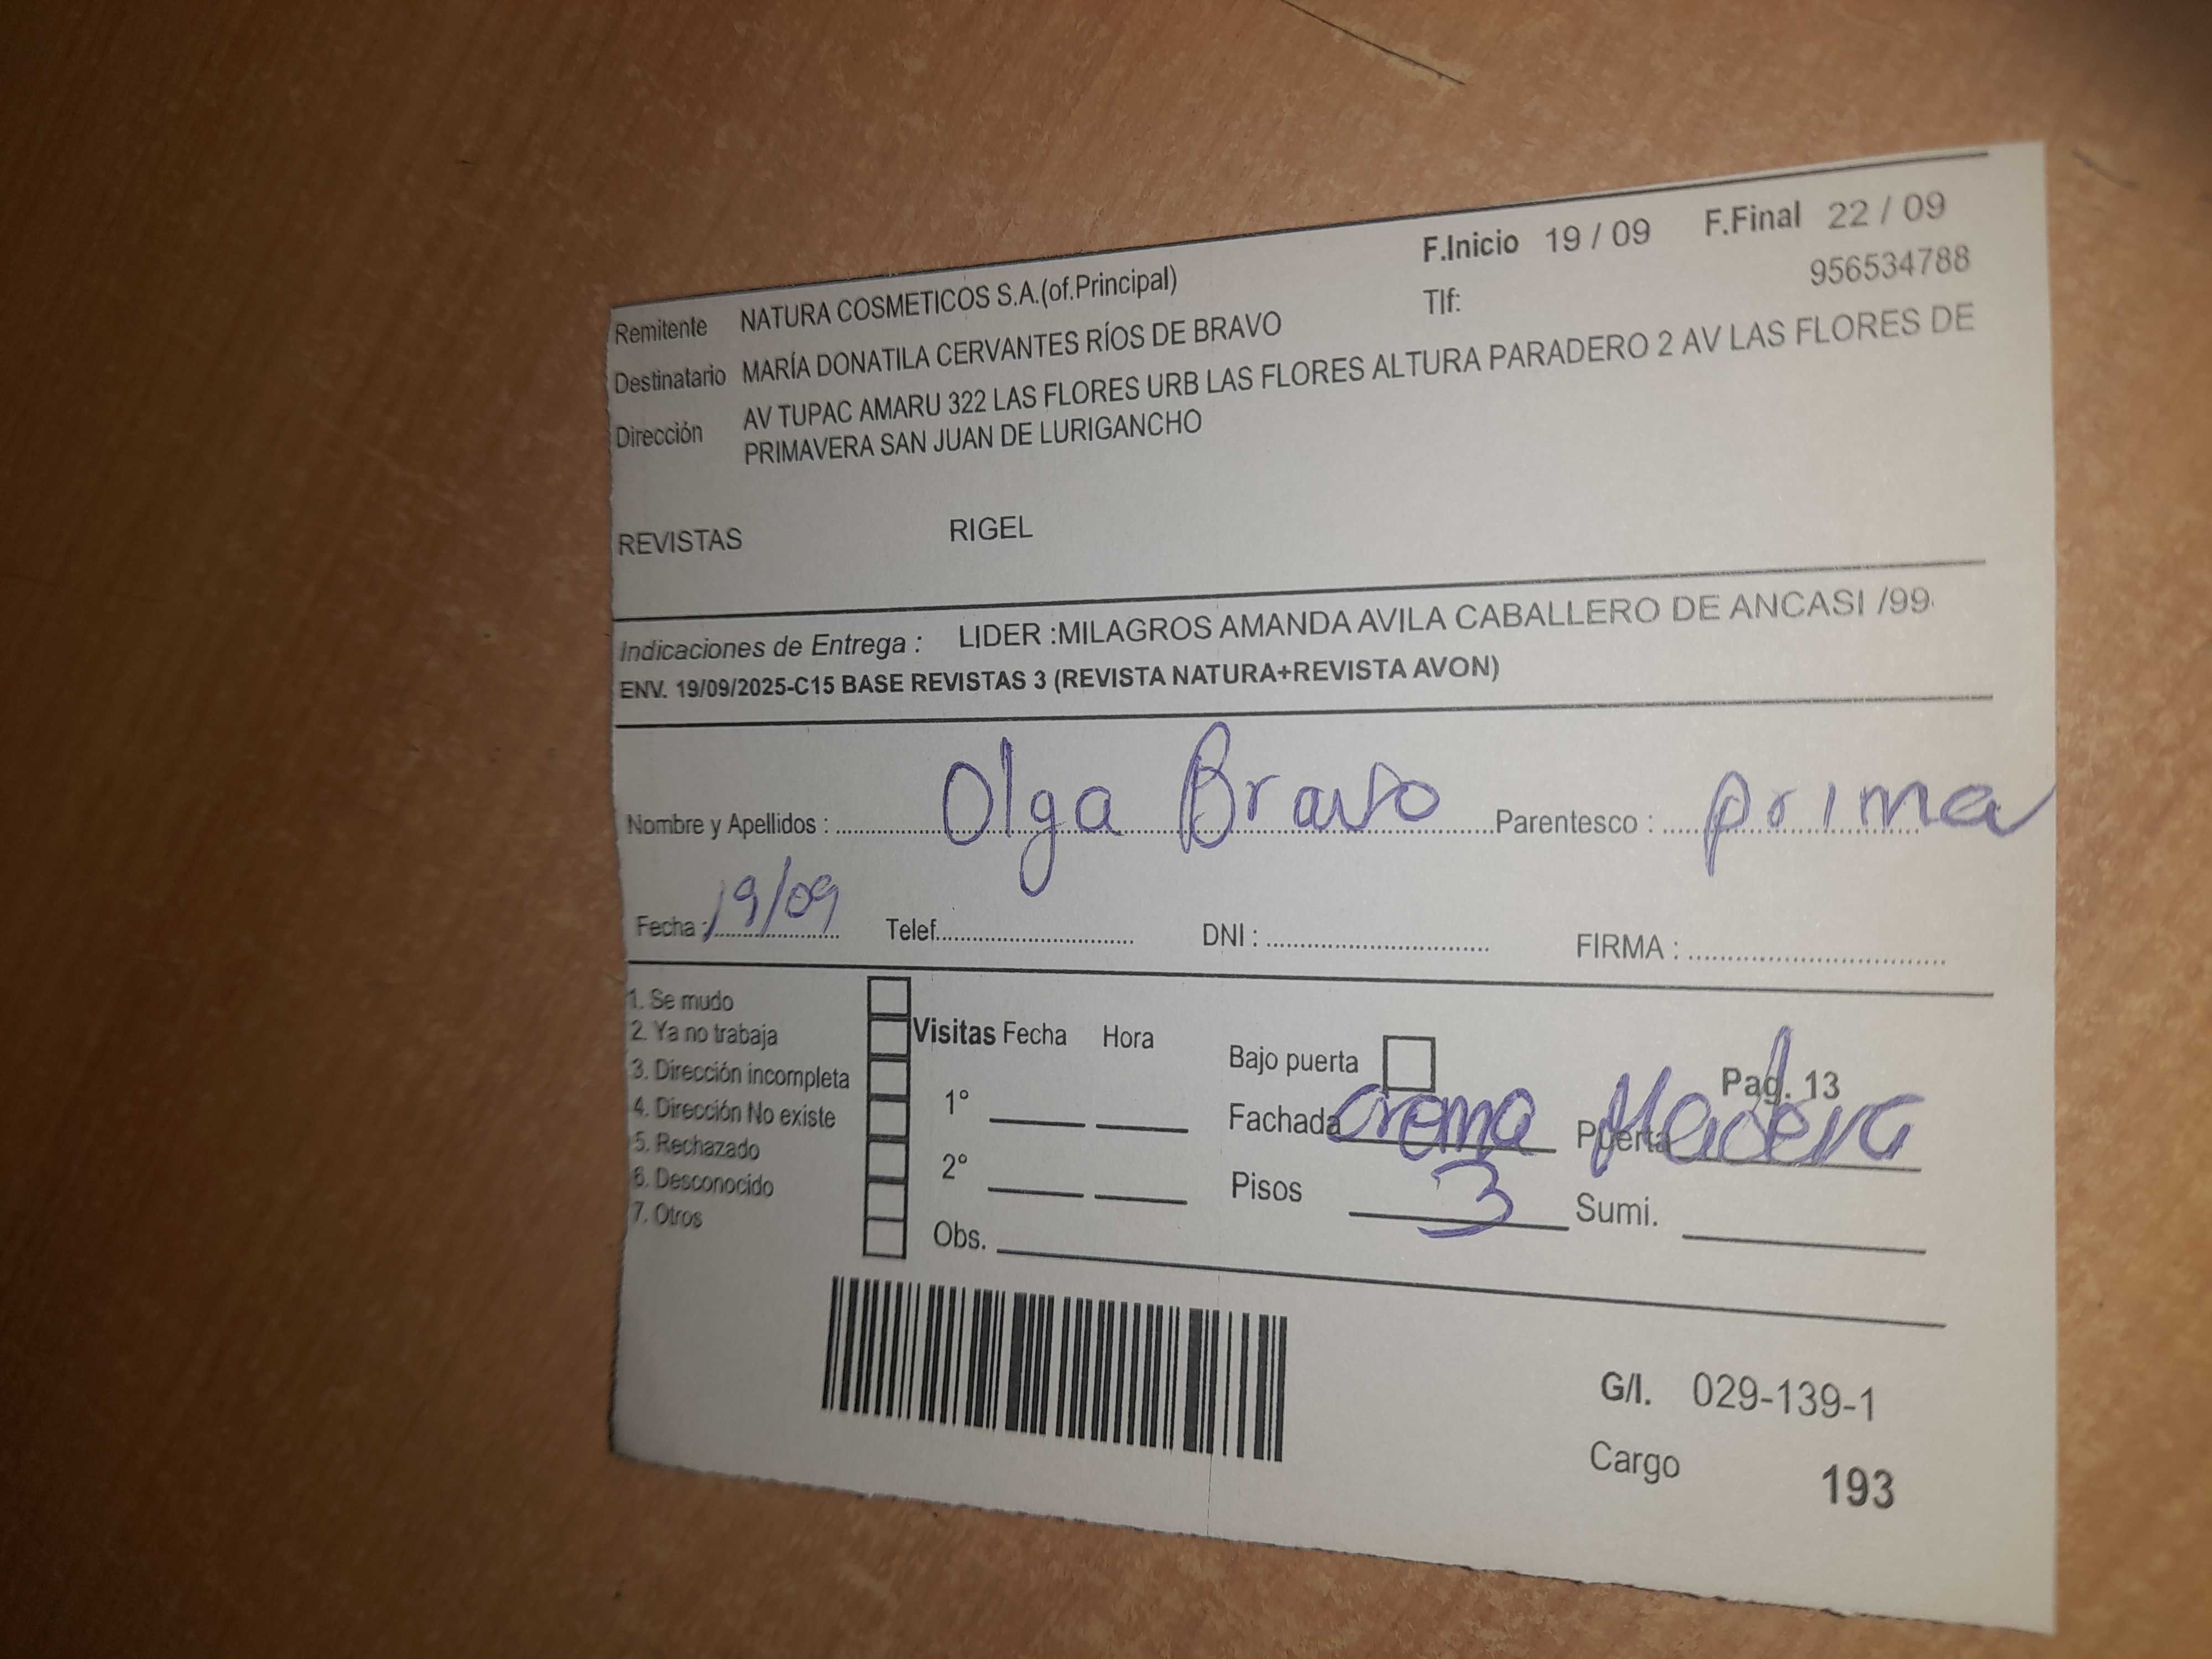 F.Inicio 19 / 09 F.Final 22 / 09
Remitente NATURA COSMETICOS S.A.(of.Principal) Tlf: 956534788
Destinatario MARÍA DONATILA CERVANTES RÍOS DE BRAVO
Dirección AV TUPAC AMARU 322 LAS FLORES URB LAS FLORES ALTURA PARADERO 2 AV LAS FLORES DE
PRIMAVERA SAN JUAN DE LURIGANCHO
REVISTAS RIGEL
Indicaciones de Entrega : LIDER :MILAGROS AMANDA AVILA CABALLERO DE ANCASI /99
ENV. 19/09/2025-C15 BASE REVISTAS 3 (REVISTA NATURA+REVISTA AVON)
Nombre y Apellidos : Olga Bravo Parentesco : prima
Fecha : 19/09 Telef. DNI : FIRMA :
1. Se mudo
2. Ya no trabaja
3. Dirección incompleta
4. Dirección No existe
5. Rechazado
6. Desconocido
7. Otros
Visitas Fecha Hora
1°
2°
Obs.
Bajo puerta Pag. 13
Fachada Crema Puerta Madera
Pisos 3 Sumi.
G/I. 029-139-1
Cargo 193